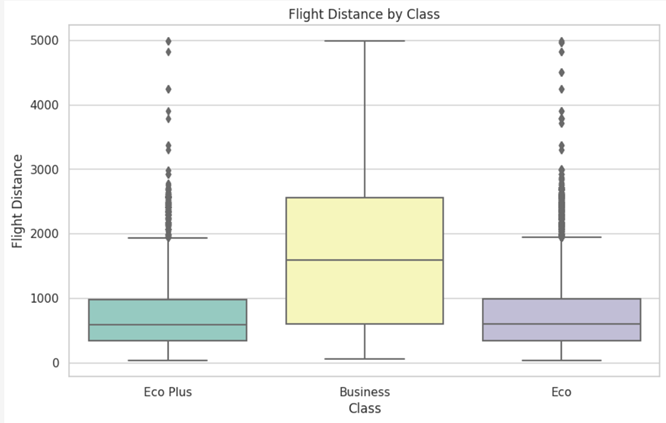 Flight Distance by Class
Flight Distance
5000
4000
3000
2000
1000
0
Eco Plus
Business
Eco
Class